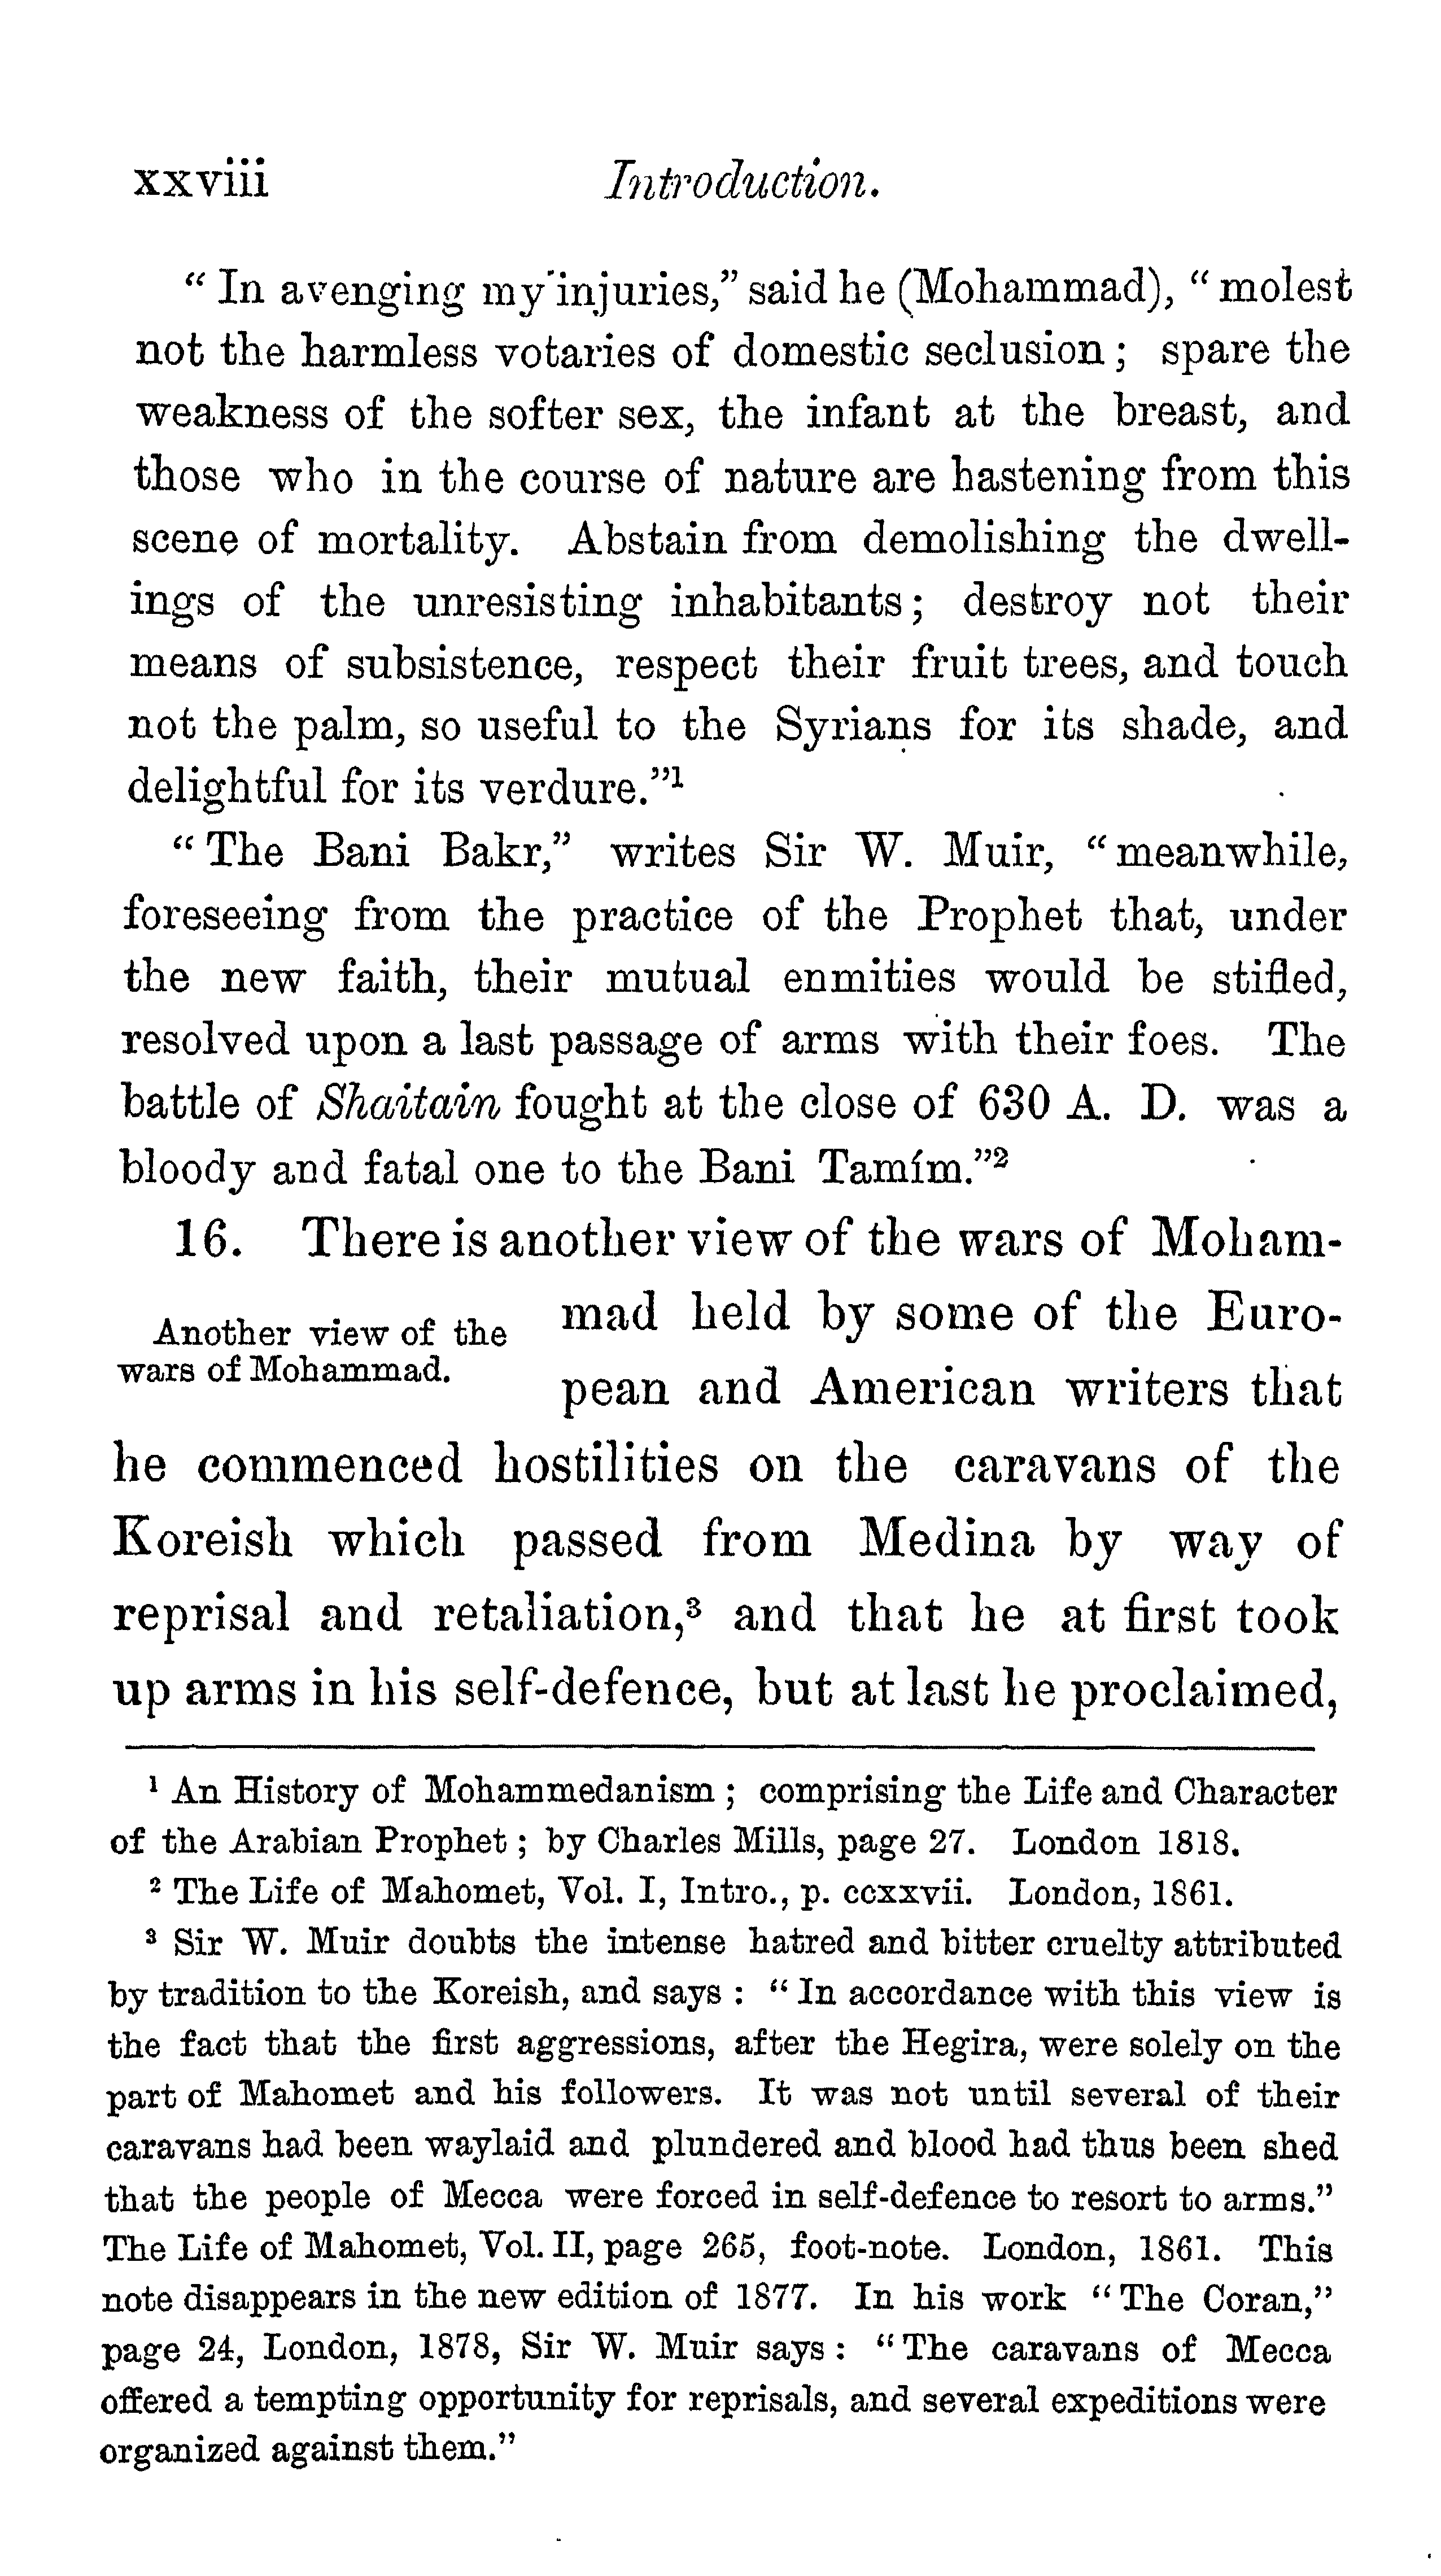 xxviii Introduction.
“ In avenging my injuries,” said he (Mohammad), “ molest
not the harmless votaries of domestic seclusion ; spare the
weakness of the softer sex, the infant at the breast, and
those who in the course of nature are hastening from this
scene of mortality. Abstain from demolishing the dwell-
ings of the unresisting inhabitants ; destroy not their
means of subsistence, respect their fruit trees, and touch
not the palm, so useful to the Syrians for its shade, and
delightful for its verdure.”¹
“ The Bani Bakr,” writes Sir W. Muir, “ meanwhile,
foreseeing from the practice of the Prophet that, under
the new faith, their mutual enmities would be stifled,
resolved upon a last passage of arms with their foes. The
battle of Shaitain fought at the close of 630 A. D. was a
bloody and fatal one to the Bani Tamím.”²
16. There is another view of the wars of Moham-
Another view of the
wars of Mohammad.
mad held by some of the Euro-
pean and American writers that
he commenced hostilities on the caravans of the
Koreish which passed from Medina by way of
reprisal and retaliation,³ and that he at first took
up arms in his self-defence, but at last he proclaimed,
¹ An History of Mohammedanism ; comprising the Life and Character
of the Arabian Prophet ; by Charles Mills, page 27. London 1818.
² The Life of Mahomet, Vol. I, Intro., p. ccxxvii. London, 1861.
³ Sir W. Muir doubts the intense hatred and bitter cruelty attributed
by tradition to the Koreish, and says : “ In accordance with this view is
the fact that the first aggressions, after the Hegira, were solely on the
part of Mahomet and his followers. It was not until several of their
caravans had been waylaid and plundered and blood had thus been shed
that the people of Mecca were forced in self-defence to resort to arms.”
The Life of Mahomet, Vol. II, page 265, foot-note. London, 1861. This
note disappears in the new edition of 1877. In his work “ The Coran,”
page 24, London, 1878, Sir W. Muir says : “ The caravans of Mecca
offered a tempting opportunity for reprisals, and several expeditions were
organized against them.”